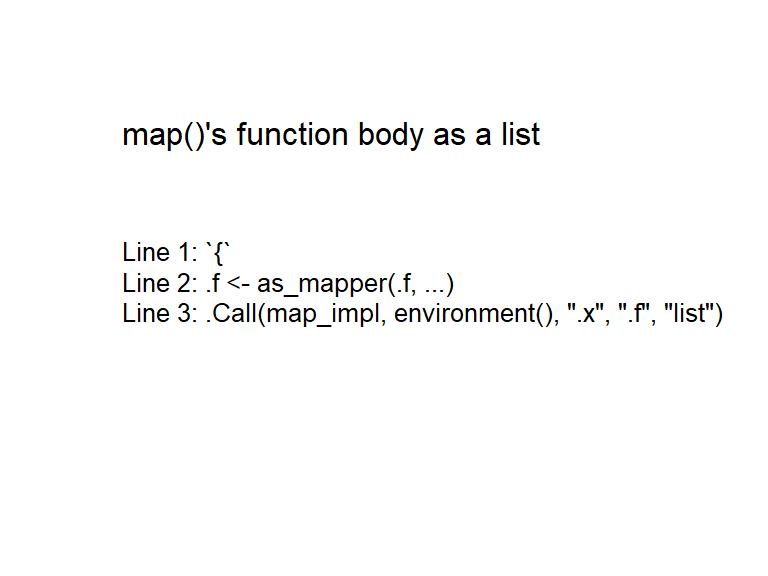 map()'s function body as a list
Line 1: `{`
Line 2: .f <- as_mapper(.f, ...)
Line 3: .Call(map_impl, environment(), ".x", ".f", "list")